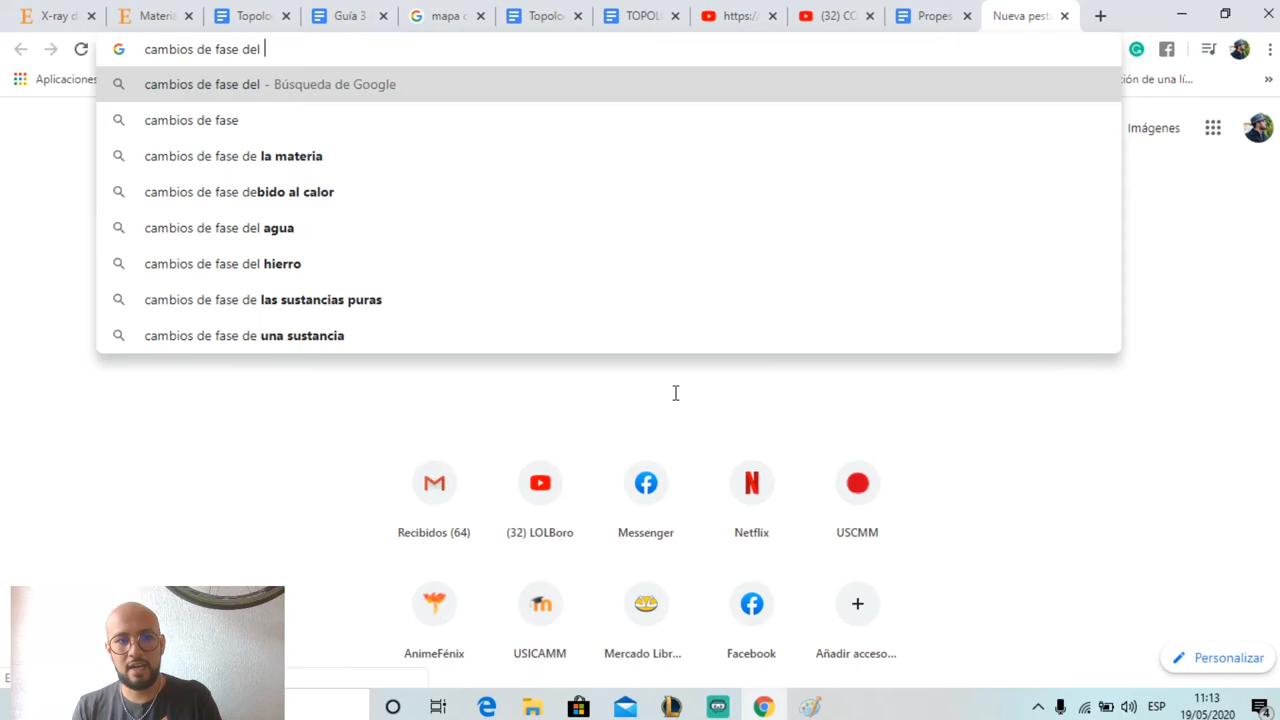 X-ray d
Materia
Topolo
Guía 3
mapa c
Topolo
TOPOL
https:/
(32) CC
Propes
Nueva pest
cambios de fase del
Aplicaciones
ción de una lí...
»
cambios de fase del - Búsqueda de Google
cambios de fase
Imágenes
cambios de fase de la materia
cambios de fase debido al calor
cambios de fase del agua
cambios de fase del hierro
cambios de fase de las sustancias puras
cambios de fase de una sustancia
Recibidos (64)
(32) LOLBoro
Messenger
Netflix
USCMM
AnimeFénix
USICAMM
Mercado Libr...
Facebook
Añadir acceso...
Personalizar
ESP
11:13
19/05/2020
4